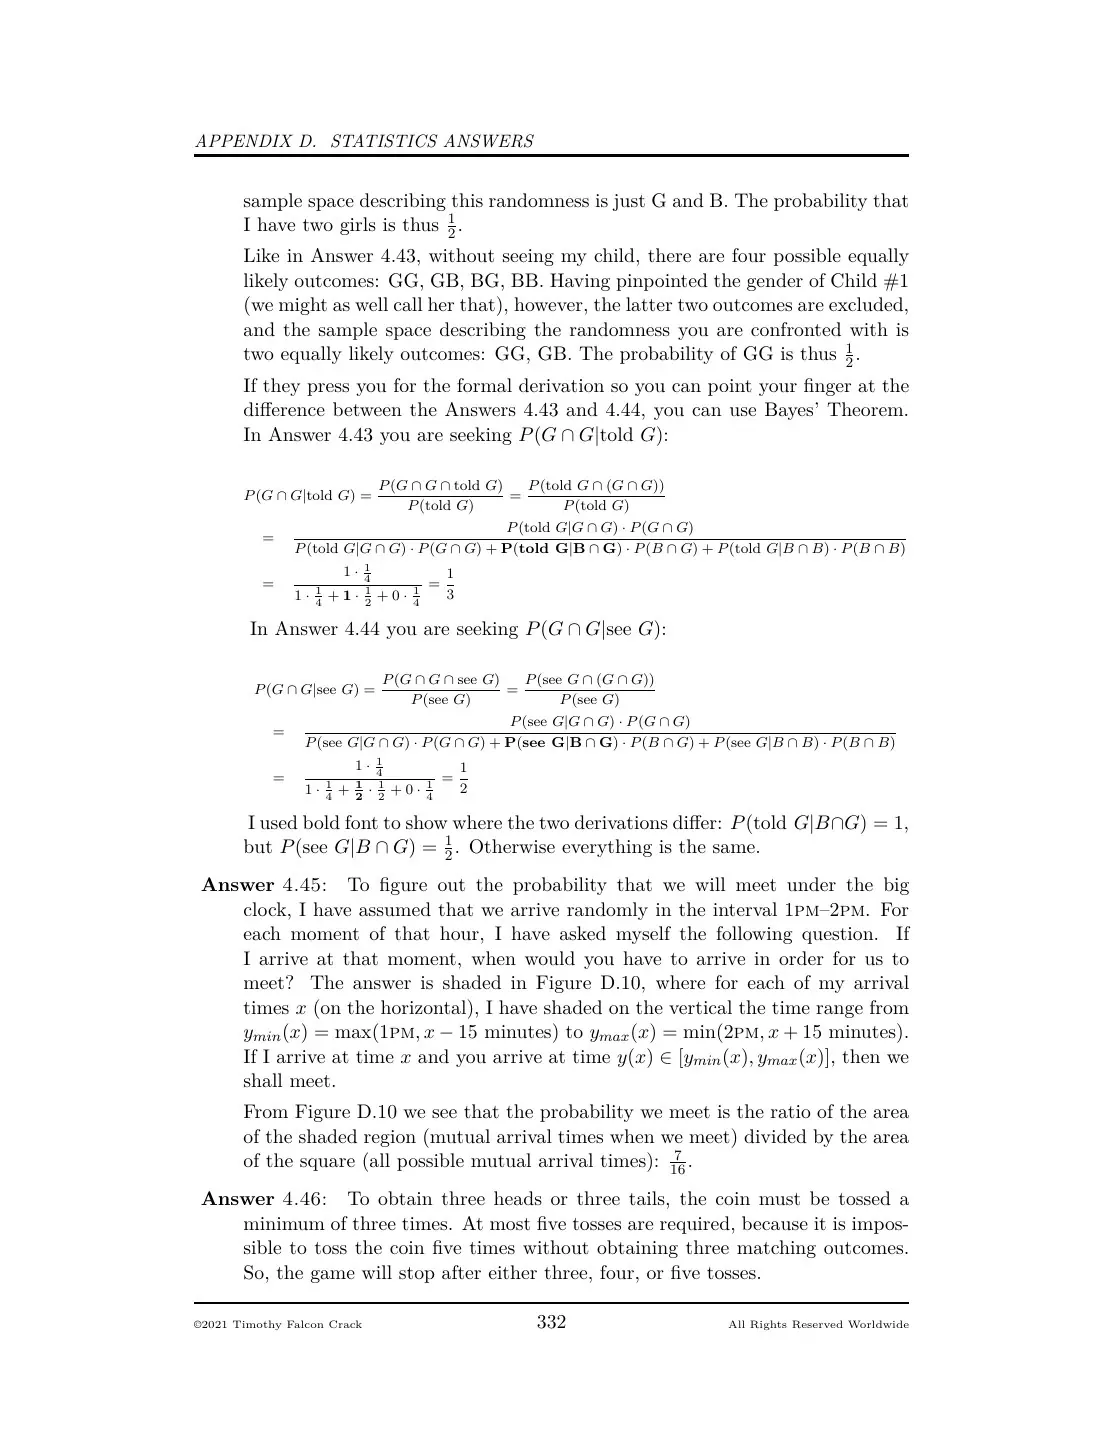 APPENDIX D. STATISTICS ANSWERS
sample space describing this randomness is just G and B. The probability that
I have two girls is thus 1/2.
Like in Answer 4.43, without seeing my child, there are four possible equally
likely outcomes: GG, GB, BG, BB. Having pinpointed the gender of Child #1
(we might as well call her that), however, the latter two outcomes are excluded,
and the sample space describing the randomness you are confronted with is
two equally likely outcomes: GG, GB. The probability of GG is thus 1/2.
If they press you for the formal derivation so you can point your finger at the
difference between the Answers 4.43 and 4.44, you can use Bayes' Theorem.
In Answer 4.43 you are seeking P(G ∩ G|told G):
P(G ∩ G|told G) = P(G ∩ G ∩ told G) / P(told G) = P(told G ∩ (G ∩ G)) / P(told G)
= P(told G|G ∩ G) · P(G ∩ G) / P(told G|G ∩ G) · P(G ∩ G) + P(told G|B ∩ G) · P(B ∩ G) + P(told G|B ∩ B) · P(B ∩ B)
= 1 · 1/4 / 1 · 1/4 + 1 · 1/2 + 0 · 1/4 = 1/3
In Answer 4.44 you are seeking P(G ∩ G|see G):
P(G ∩ G|see G) = P(G ∩ G ∩ see G) / P(see G) = P(see G ∩ (G ∩ G)) / P(see G)
= P(see G|G ∩ G) · P(G ∩ G) / P(see G|G ∩ G) · P(G ∩ G) + P(see G|B ∩ G) · P(B ∩ G) + P(see G|B ∩ B) · P(B ∩ B)
= 1 · 1/4 / 1 · 1/4 + 1/2 · 1/2 + 0 · 1/4 = 1/2
I used bold font to show where the two derivations differ: P(told G|B∩G) = 1,
but P(see G|B ∩ G) = 1/2. Otherwise everything is the same.
Answer 4.45: To figure out the probability that we will meet under the big
clock, I have assumed that we arrive randomly in the interval 1PM–2PM. For
each moment of that hour, I have asked myself the following question. If
I arrive at that moment, when would you have to arrive in order for us to
meet? The answer is shaded in Figure D.10, where for each of my arrival
times x (on the horizontal), I have shaded on the vertical the time range from
ymin(x) = max(1PM, x − 15 minutes) to ymax(x) = min(2PM, x + 15 minutes).
If I arrive at time x and you arrive at time y(x) ∈ [ymin(x), ymax(x)], then we
shall meet.
From Figure D.10 we see that the probability we meet is the ratio of the area
of the shaded region (mutual arrival times when we meet) divided by the area
of the square (all possible mutual arrival times): 7/16.
Answer 4.46: To obtain three heads or three tails, the coin must be tossed a
minimum of three times. At most five tosses are required, because it is impos-
sible to toss the coin five times without obtaining three matching outcomes.
So, the game will stop after either three, four, or five tosses.
©2021 Timothy Falcon Crack 332 All Rights Reserved Worldwide